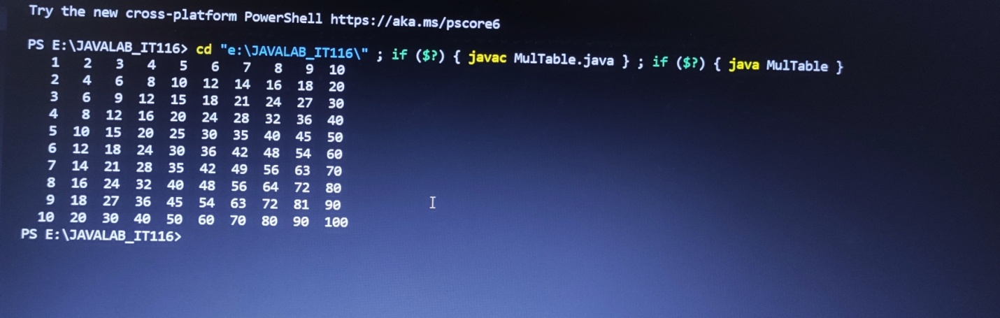 Try the new cross-platform PowerShell https://aka.ms/pscore6
PS E:\JAVALAB_IT116> cd "e:\JAVALAB_IT116\" ; if ($?) { javac MulTable.java } ; if ($?) { java MulTable }
1 2 3 4 5 6 7 8 9 10
2 4 6 8 10 12 14 16 18 20
3 6 9 12 15 18 21 24 27 30
4 8 12 16 20 24 28 32 36 40
5 10 15 20 25 30 35 40 45 50
6 12 18 24 30 36 42 48 54 60
7 14 21 28 35 42 49 56 63 70
8 16 24 32 40 48 56 64 72 80
9 18 27 36 45 54 63 72 81 90
10 20 30 40 50 60 70 80 90 100
PS E:\JAVALAB_IT116>